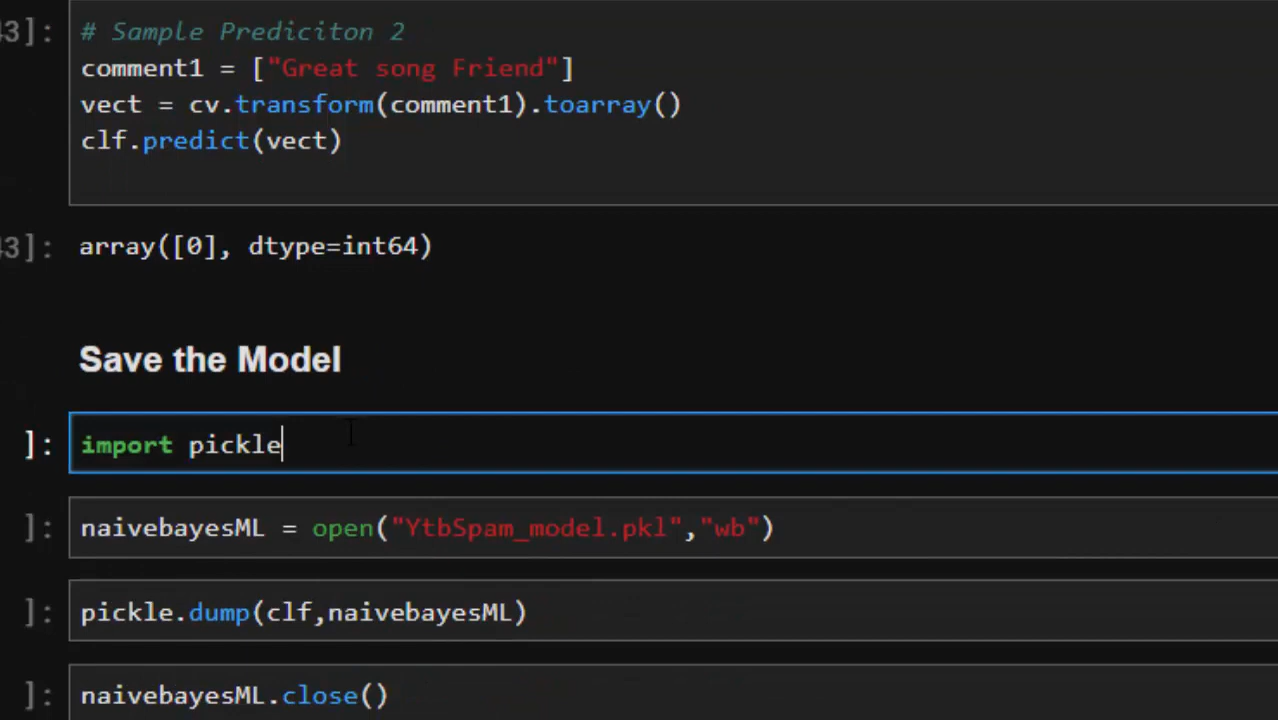 43]:
# Sample Prediciton 2
comment1 = ["Great song Friend"]
vect = cv.transform(comment1).toarray()
clf.predict(vect)
43]: array([0], dtype=int64)
Save the Model
]: import pickle
]: naivebayesML = open("YtbSpam_model.pkl","wb")
]: pickle.dump(clf,naivebayesML)
]: naivebayesML.close()